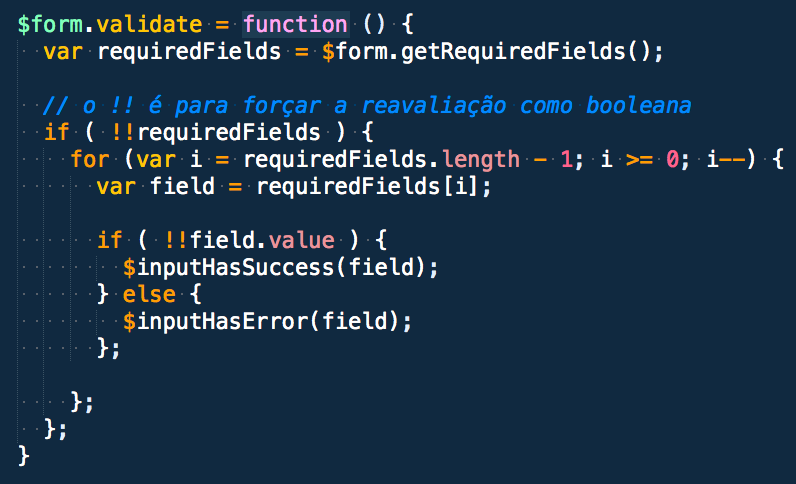 $form.validate = function () {
  var requiredFields = $form.getRequiredFields();

  // o !! é para forçar a reavaliação como booleana
  if ( !!requiredFields ) {
    for (var i = requiredFields.length - 1; i >= 0; i--) {
      var field = requiredFields[i];

      if ( !!field.value ) {
        $inputHasSuccess(field);
      } else {
        $inputHasError(field);
      };

    };
  };
}